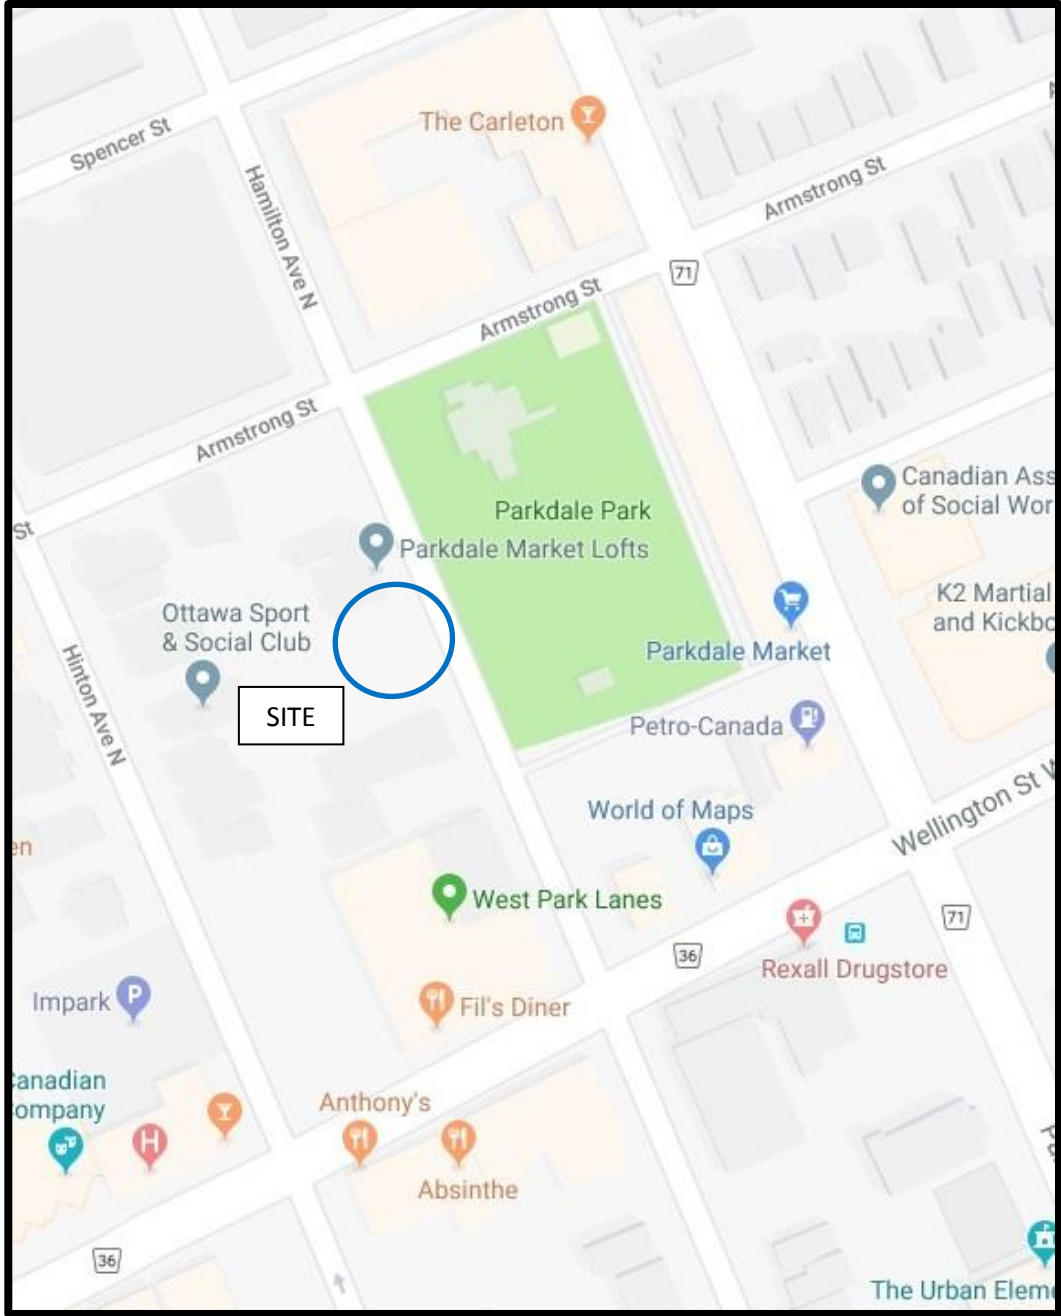 The Carleton
Spencer St
Armstrong St
Hamilton Ave N
71
Armstrong St
Armstrong St
Canadian Ass
of Social Wor
St
Parkdale Park
Parkdale Market Lofts
K2 Martial
and Kickbo
Ottawa Sport
& Social Club
Parkdale Market
Hinton Ave N
SITE
Petro-Canada
Wellington St W
World of Maps
en
West Park Lanes
71
36
Rexall Drugstore
Impark
P
Fil's Diner
anadian
ompany
Anthony's
H
Absinthe
36
The Urban Elem